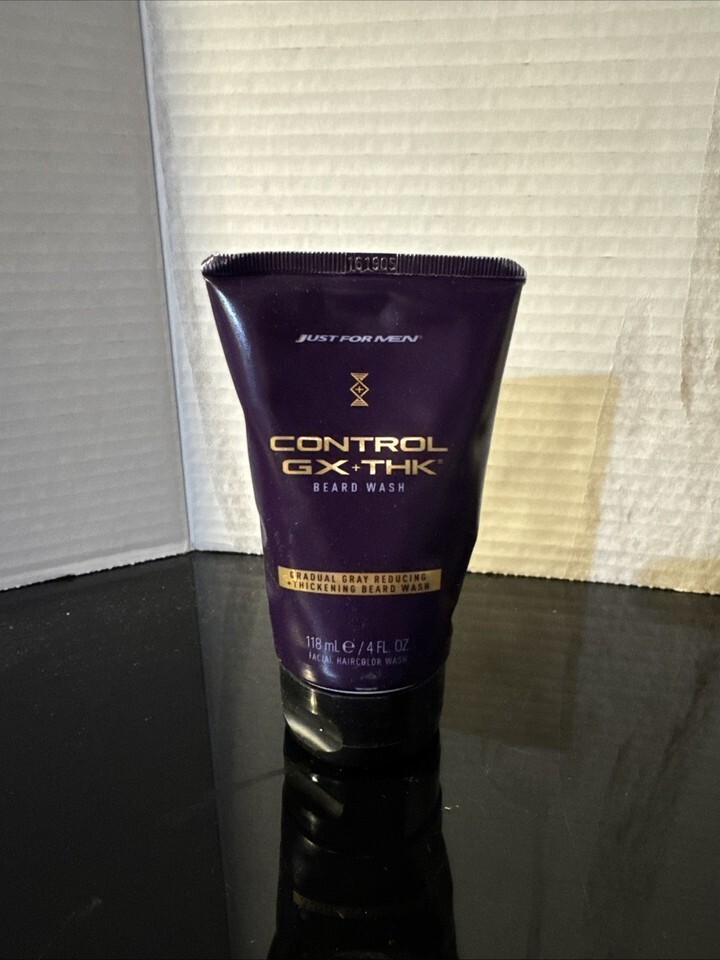 161905
JUST FOR MEN®
CONTROL
GX+THK®
BEARD WASH
GRADUAL GRAY REDUCING
+THICKENING BEARD WASH
118 mL ℮ / 4 FL. OZ.
FACIAL HAIRCOLOR WASH